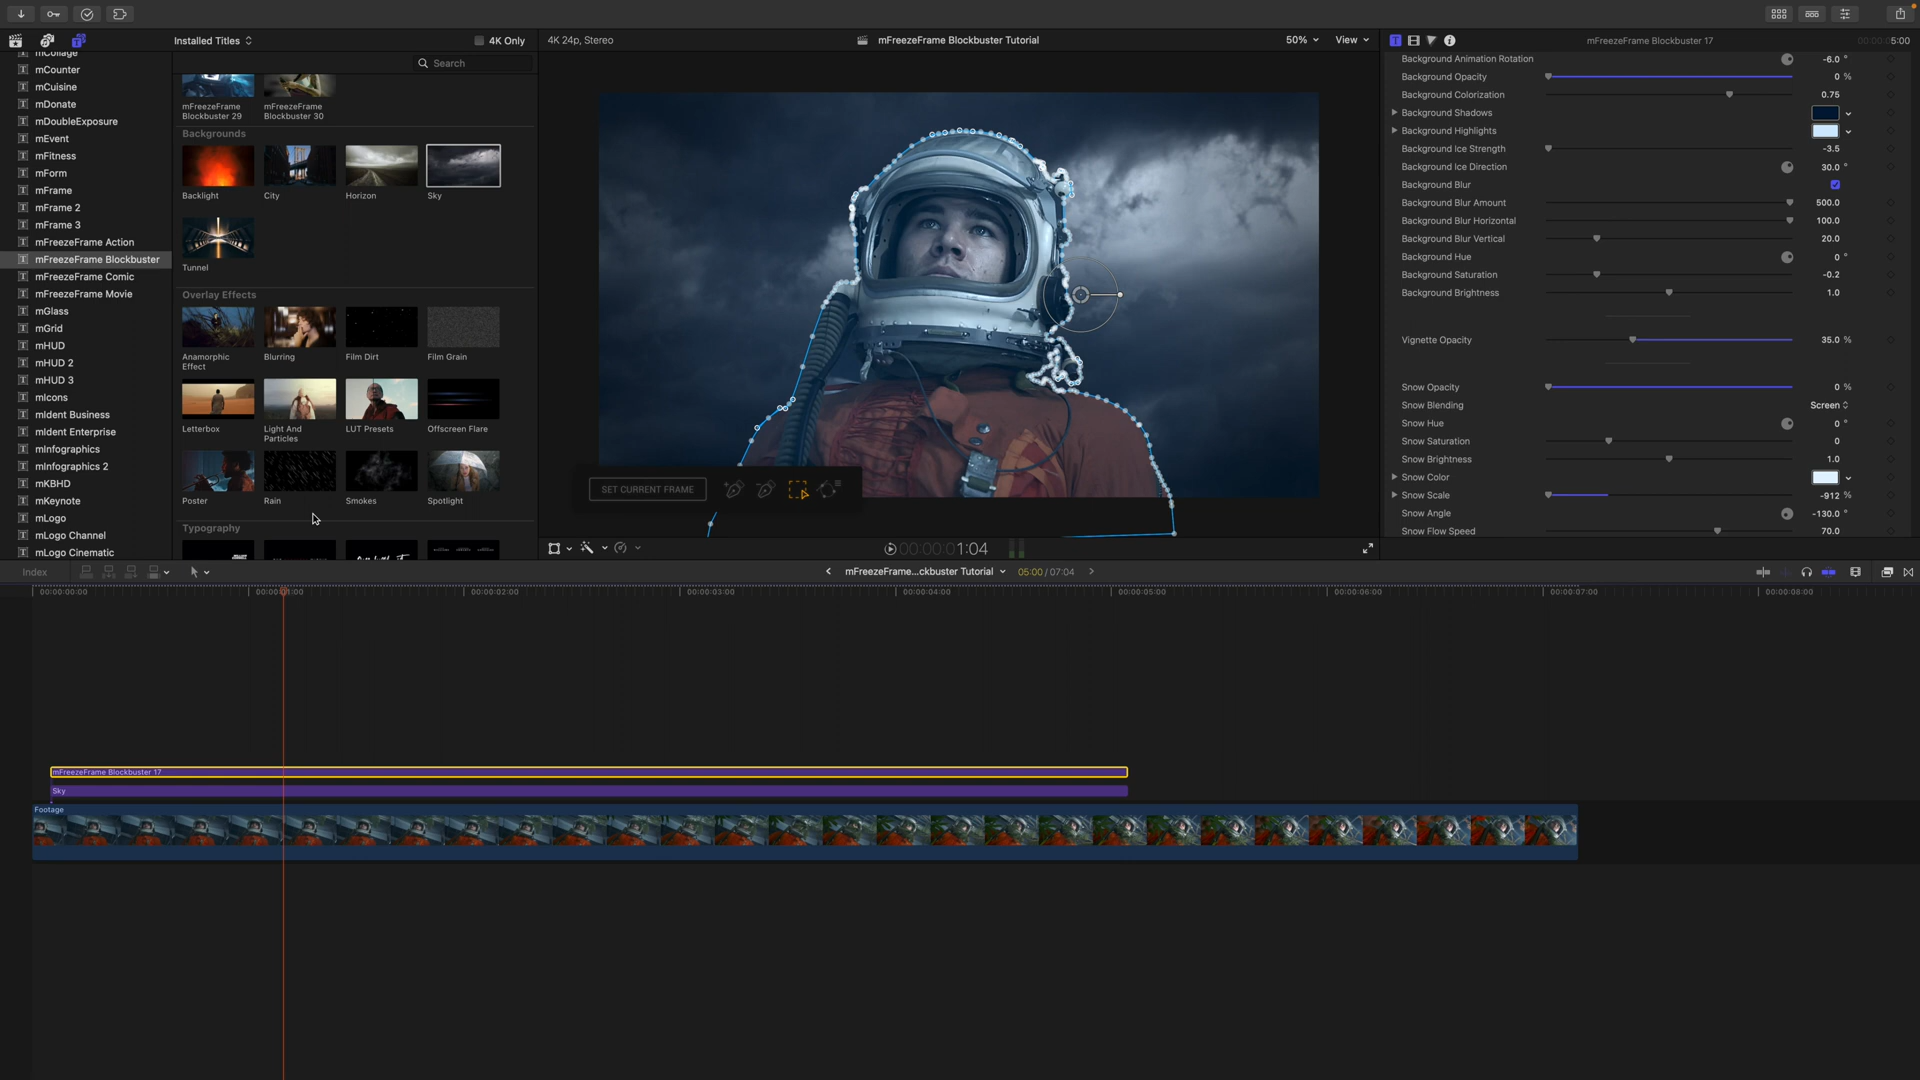 Installed Titles
4K Only
4K 24p, Stereo
mFreezeFrame Blockbuster Tutorial
50%
View
mFreezeFrame Blockbuster 17
00:00:05:00
Search
mCollage
mCounter
mCuisine
mDonate
mDoubleExposure
mEvent
mFitness
mForm
mFrame
mFrame 2
mFrame 3
mFreezeFrame Action
mFreezeFrame Blockbuster
mFreezeFrame Comic
mFreezeFrame Movie
mGlass
mGrid
mHUD
mHUD 2
mHUD 3
mIcons
mIdent Business
mIdent Enterprise
mInfographics
mInfographics 2
mKBHD
mKeynote
mLogo
mLogo Channel
mLogo Cinematic
mFreezeFrame
Blockbuster 29
mFreezeFrame
Blockbuster 30
Backgrounds
Backlight
City
Horizon
Sky
Tunnel
Overlay Effects
Anamorphic
Effect
Blurring
Film Dirt
Film Grain
Letterbox
Light And
Particles
LUT Presets
Offscreen Flare
Poster
Rain
Smokes
Spotlight
Typography
SET CURRENT FRAME
00:00:01:04
Background Animation Rotation
-6.0 °
Background Opacity
0 %
Background Colorization
0.75
Background Shadows
Background Highlights
Background Ice Strength
-3.5
Background Ice Direction
30.0 °
Background Blur
Background Blur Amount
500.0
Background Blur Horizontal
100.0
Background Blur Vertical
20.0
Background Hue
0 °
Background Saturation
-0.2
Background Brightness
1.0
Vignette Opacity
35.0 %
Snow Opacity
0 %
Snow Blending
Screen
Snow Hue
0 °
Snow Saturation
0
Snow Brightness
1.0
Snow Color
Snow Scale
-912 %
Snow Angle
-130.0 °
Snow Flow Speed
70.0
Index
mFreezeFrame...ckbuster Tutorial
05:00 / 07:04
00:00:00:00
00:00:01:00
00:00:02:00
00:00:03:00
00:00:04:00
00:00:05:00
00:00:06:00
00:00:07:00
00:00:08:00
mFreezeFrame Blockbuster 17
Sky
Footage